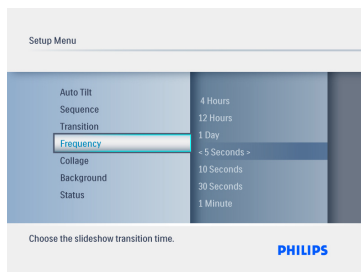 Setup Menu
Auto Tilt
Sequence
Transition
Frequency
Collage
Background
Status
4 Hours
12 Hours
1 Day
< 5 Seconds >
10 Seconds
30 Seconds
1 Minute
Choose the slideshow transition time.
PHILIPS